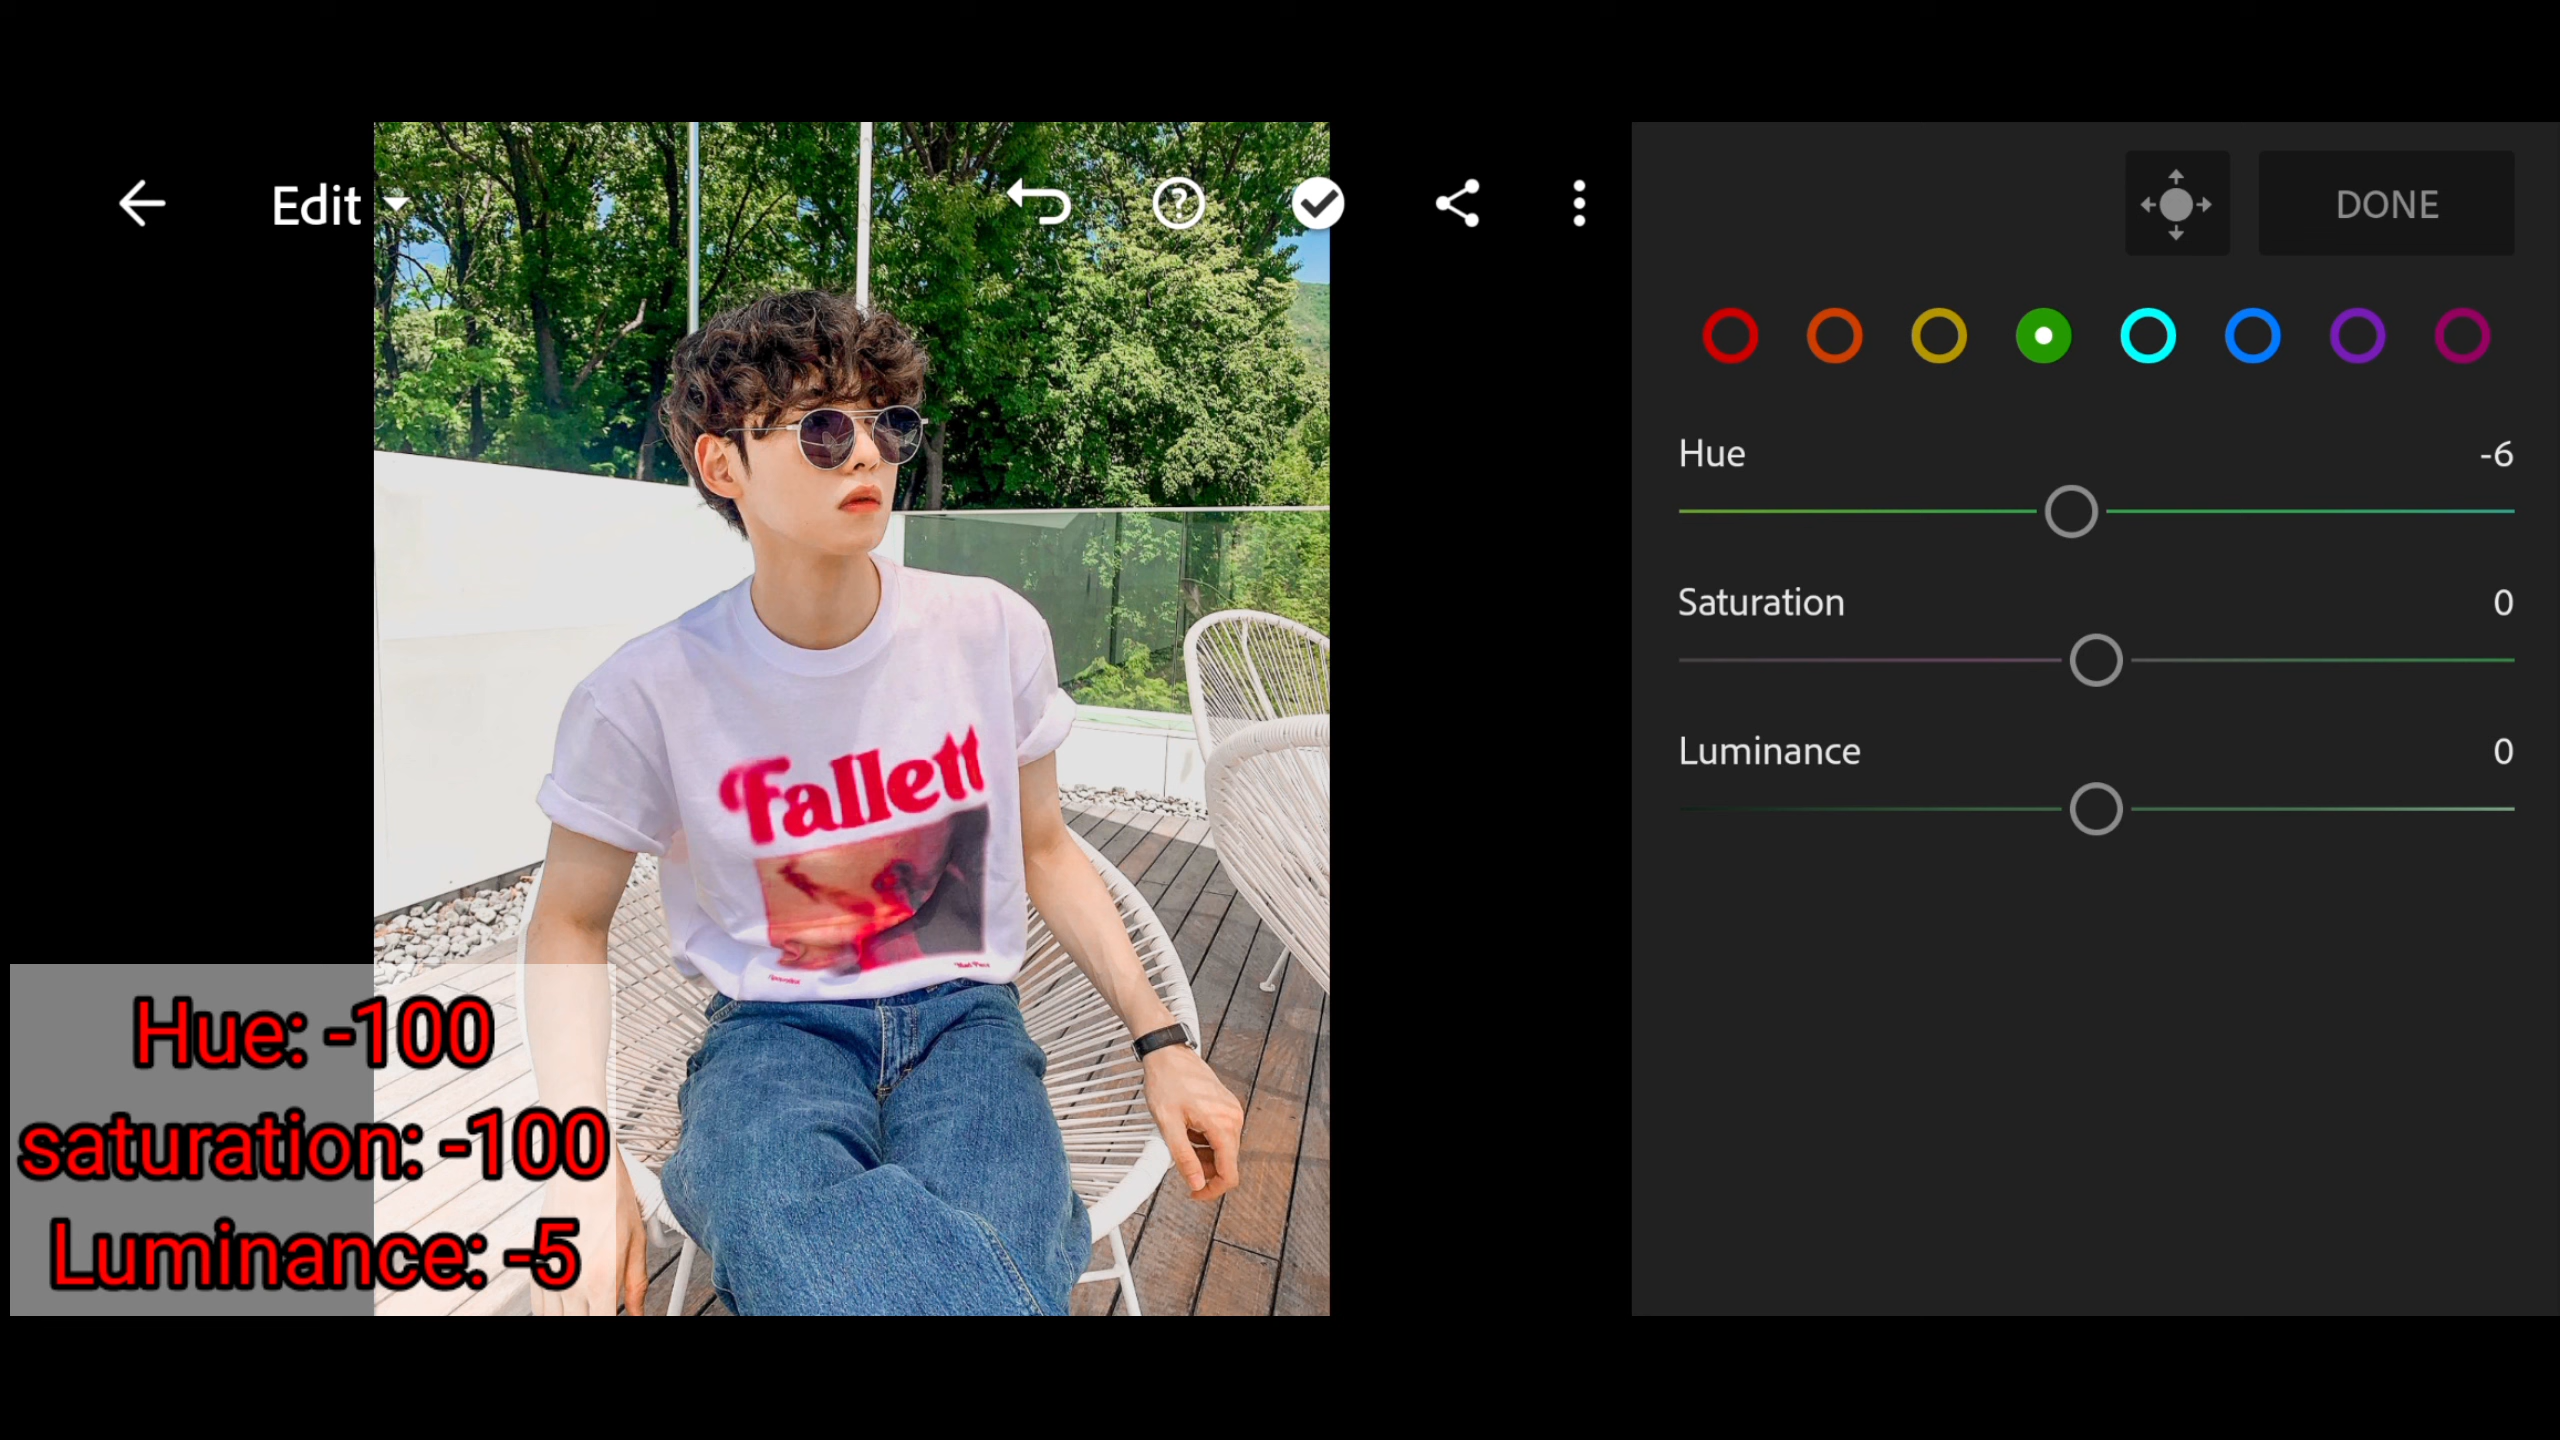 Edit
DONE
Hue -6
Saturation 0
Luminance 0
Fallett
Hue: -100
saturation: -100
Luminance: -5